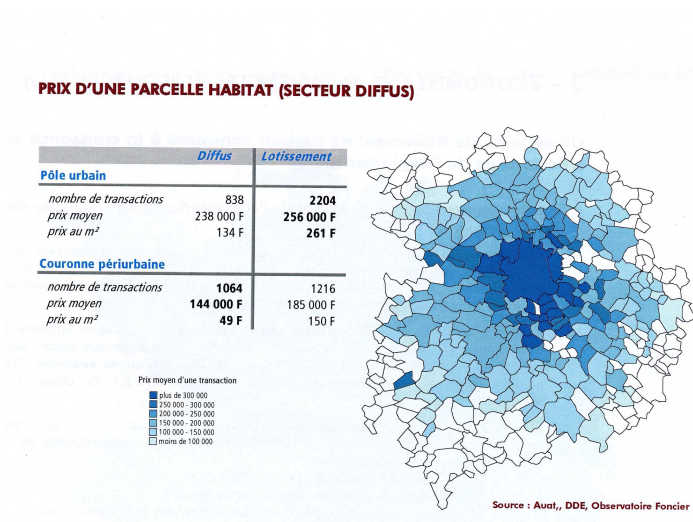 PRIX D'UNE PARCELLE HABITAT (SECTEUR DIFFUS)
Diffus Lotissement
Pôle urbain
nombre de transactions 838 2204
prix moyen 238 000 F 256 000 F
prix au m² 134 F 261 F
Couronne périurbaine
nombre de transactions 1064 1216
prix moyen 144 000 F 185 000 F
prix au m² 49 F 150 F
Prix moyen d'une transaction
plus de 300 000
250 000 - 300 000
200 000 - 250 000
150 000 - 200 000
100 000 - 150 000
moins de 100 000
Source : Auat,, DDE, Observatoire Foncier